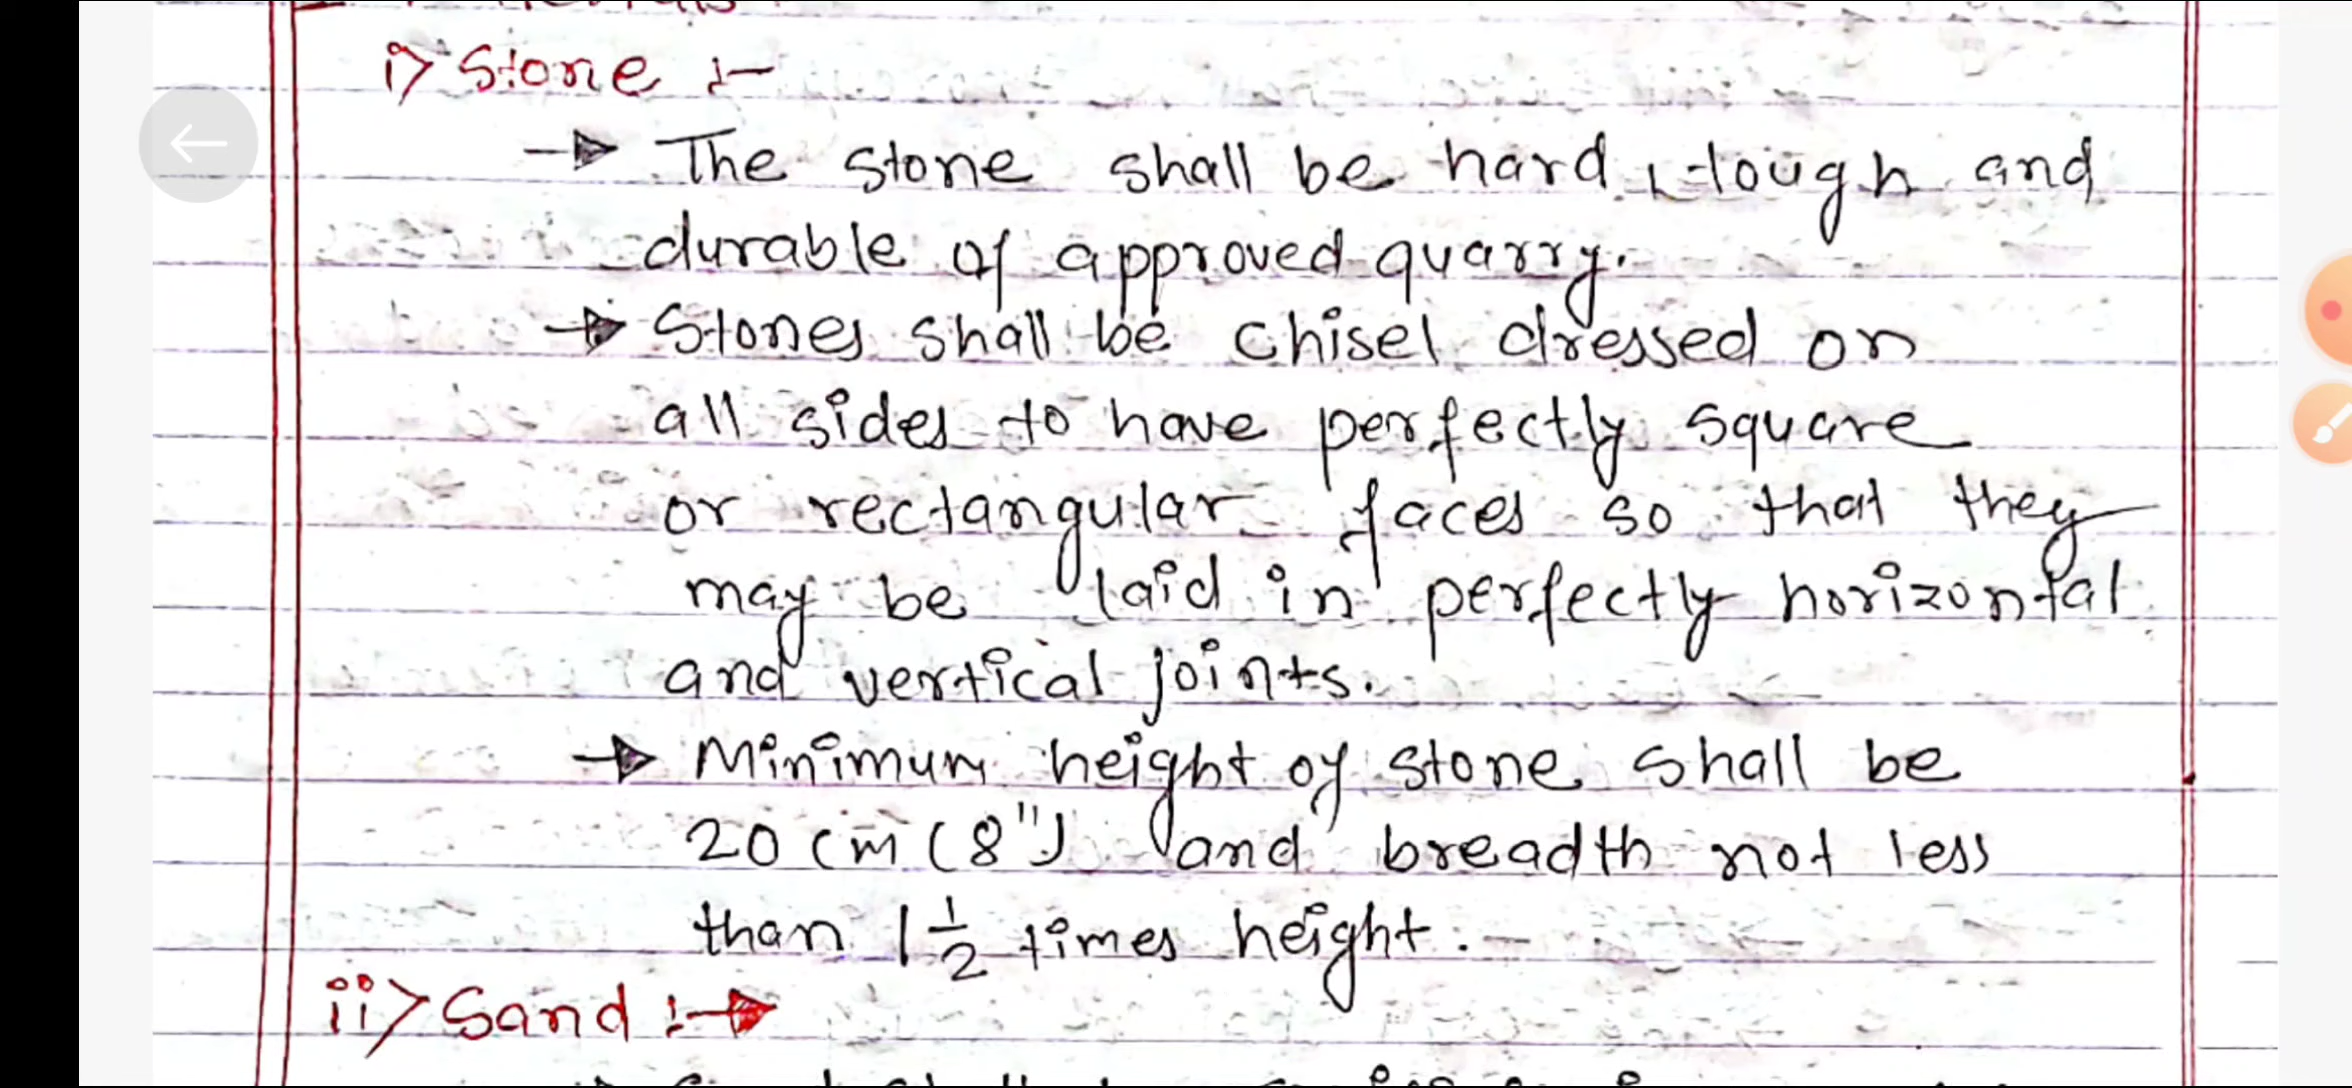 i> Stone :-
→ The stone shall be hard, tough and
durable of approved quarry.
→ Stones shall be chisel dressed on
all sides to have perfectly square
or rectangular faces so that they
may be laid in perfectly horizontal
and vertical joints.
→ Minimum height of stone shall be
20 cm (8") and breadth not less
than 1 1/2 times height.
ii> Sand :→